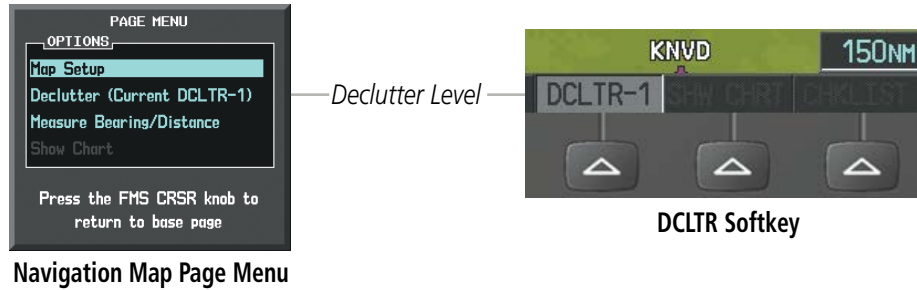 PAGE MENU
OPTIONS
Map Setup
Declutter (Current DCLTR-1)
Measure Bearing/Distance
Show Chart
Press the FMS CRSR knob to
return to base page
Navigation Map Page Menu
Declutter Level
KNVD
150NM
DCLTR-1 SHW CHRT CHKLIST
DCLTR Softkey